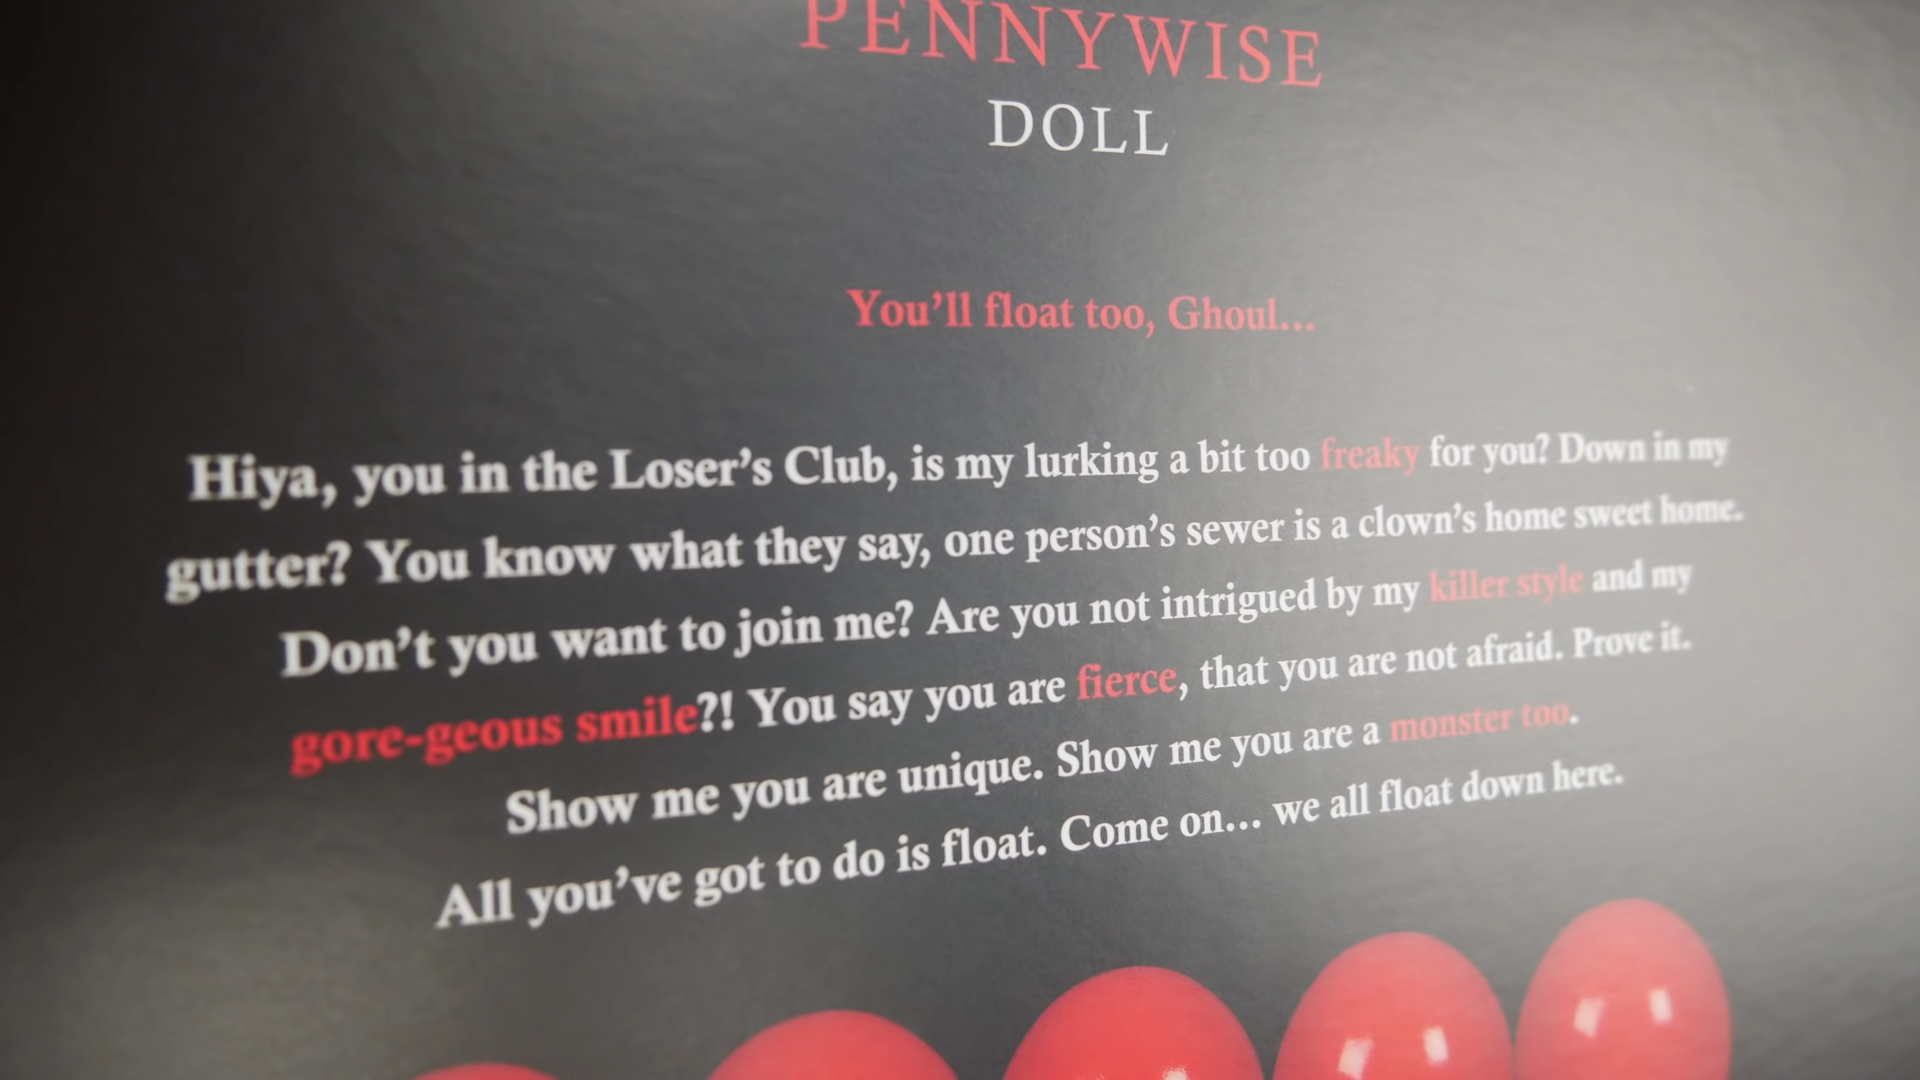 PENNYWISE
DOLL
You'll float too, Ghoul...
Hiya, you in the Loser's Club, is my lurking a bit too freaky for you? Down in my
gutter? You know what they say, one person's sewer is a clown's home sweet home.
Don't you want to join me? Are you not intrigued by my killer style and my
gore-geous smile?! You say you are fierce, that you are not afraid. Prove it.
Show me you are unique. Show me you are a monster too.
All you've got to do is float. Come on... we all float down here.